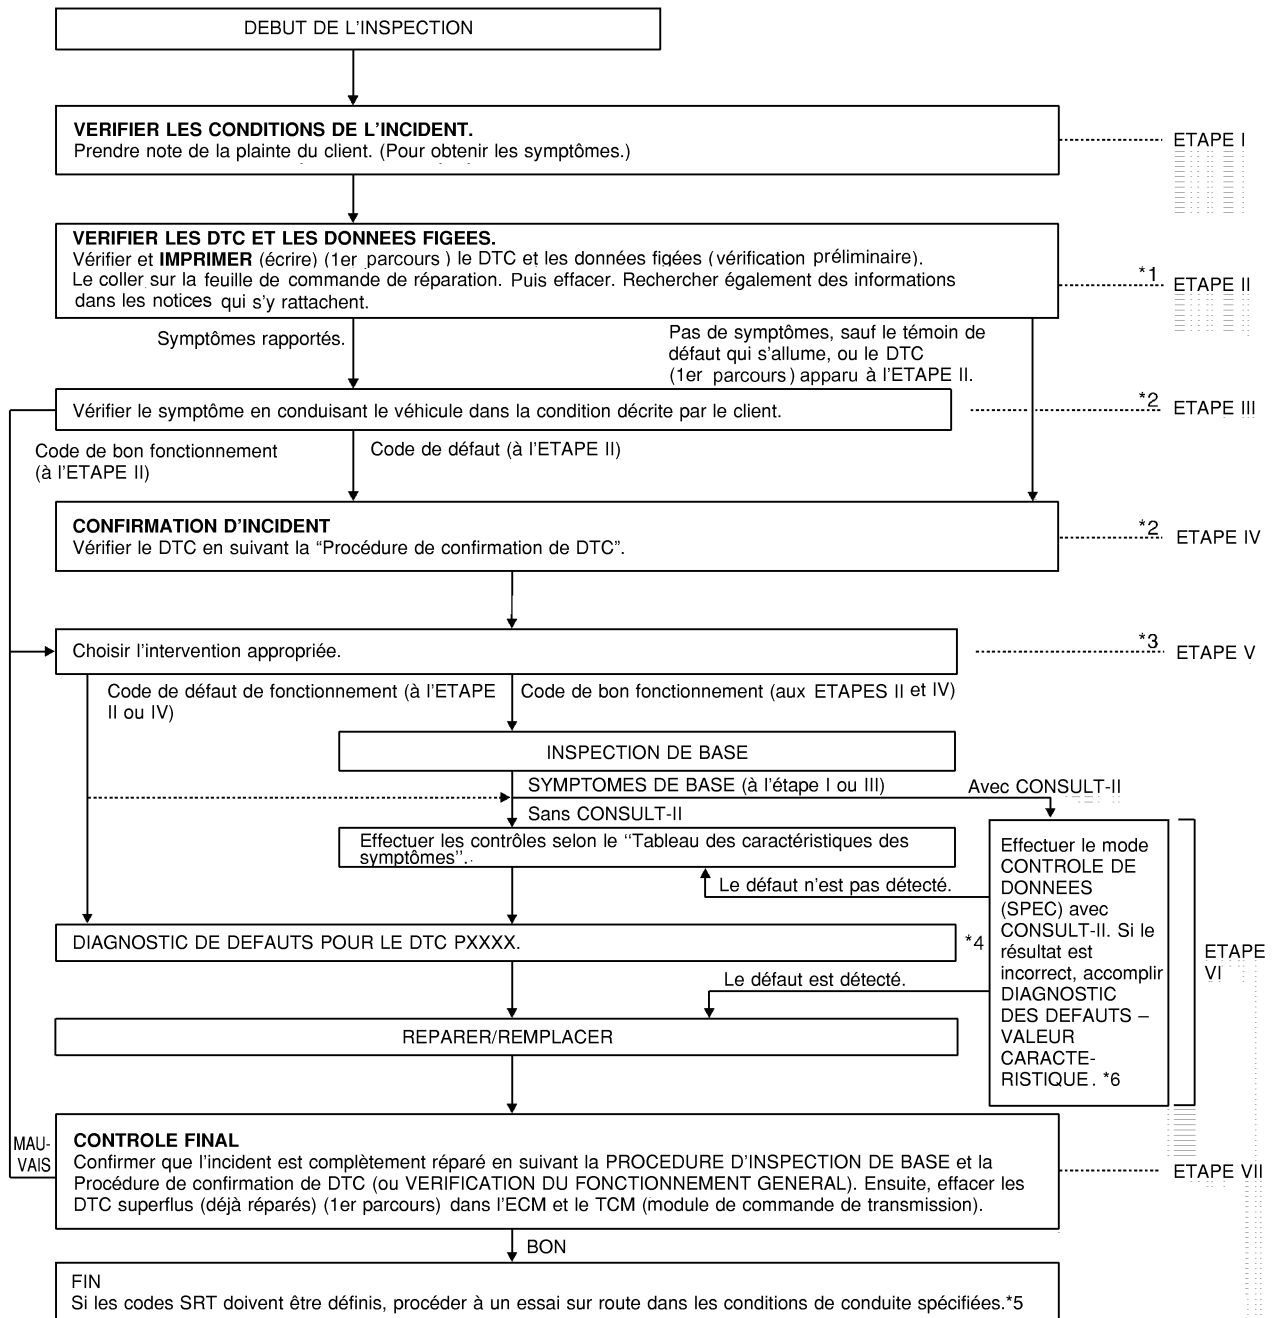 DEBUT DE L'INSPECTION
VERIFIER LES CONDITIONS DE L'INCIDENT.
Prendre note de la plainte du client. (Pour obtenir les symptômes.)
ETAPE I
VERIFIER LES DTC ET LES DONNEES FIGEES.
Vérifier et IMPRIMER (écrire) (1er parcours) le DTC et les données figées (vérification préliminaire).
Le coller sur la feuille de commande de réparation. Puis effacer. Rechercher également des informations
dans les notices qui s'y rattachent.
*1
ETAPE II
Symptômes rapportés.
Pas de symptômes, sauf le témoin de
défaut qui s'allume, ou le DTC
(1er parcours) apparu à l'ETAPE II.
Vérifier le symptôme en conduisant le véhicule dans la condition décrite par le client.
*2
ETAPE III
Code de bon fonctionnement
(à l'ETAPE II)
Code de défaut (à l'ETAPE II)
CONFIRMATION D'INCIDENT
Vérifier le DTC en suivant la “Procédure de confirmation de DTC”.
*2
ETAPE IV
Choisir l'intervention appropriée.
*3
ETAPE V
Code de défaut de fonctionnement (à l'ETAPE
II ou IV)
Code de bon fonctionnement (aux ETAPES II et IV)
INSPECTION DE BASE
SYMPTOMES DE BASE (à l'étape I ou III)
Avec CONSULT-II
Sans CONSULT-II
Effectuer les contrôles selon le ‘‘Tableau des caractéristiques des
symptômes’’.
Effectuer le mode
CONTROLE DE
DONNEES
(SPEC) avec
CONSULT-II. Si le
résultat est
incorrect, accomplir
DIAGNOSTIC
DES DEFAUTS –
VALEUR
CARACTE-
RISTIQUE. *6
Le défaut n'est pas détecté.
DIAGNOSTIC DE DEFAUTS POUR LE DTC PXXXX.
*4
ETAPE
VI
Le défaut est détecté.
REPARER/REMPLACER
MAU-
VAIS
CONTROLE FINAL
Confirmer que l'incident est complètement réparé en suivant la PROCEDURE D'INSPECTION DE BASE et la
Procédure de confirmation de DTC (ou VERIFICATION DU FONCTIONNEMENT GENERAL). Ensuite, effacer les
DTC superflus (déjà réparés) (1er parcours) dans l'ECM et le TCM (module de commande de transmission).
ETAPE VII
BON
FIN
Si les codes SRT doivent être définis, procéder à un essai sur route dans les conditions de conduite spécifiées.*5